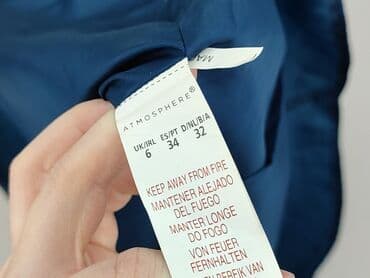 MA
ATMOSPHERE®
UK/IRL ES/PT D/NL/B/A
6 34 32
KEEP AWAY FROM FIRE
MANTENER ALEJADO
DEL FUEGO
MANTER LONGE
DO FOGO
VON FEUER
FERNHALTEN